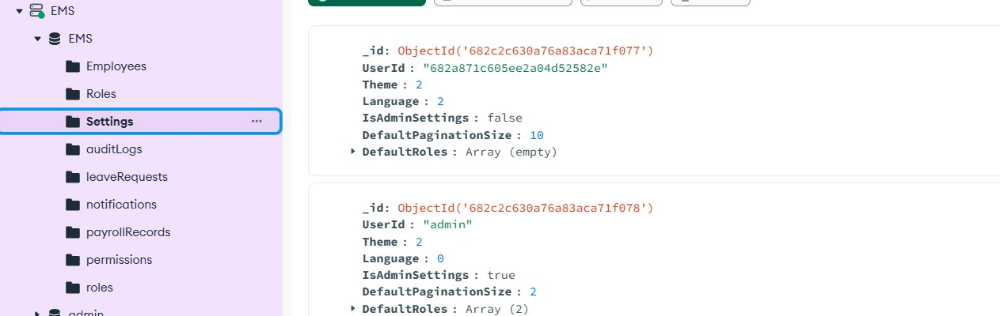 EMS
EMS
Employees
Roles
Settings ...
auditLogs
leaveRequests
notifications
payrollRecords
permissions
roles
admin
_id: ObjectId('682c2c630a76a83aca71f077')
UserId : "682a871c605ee2a04d52582e"
Theme : 2
Language : 2
IsAdminSettings : false
DefaultPaginationSize : 10
DefaultRoles : Array (empty)
_id: ObjectId('682c2c630a76a83aca71f078')
UserId : "admin"
Theme : 2
Language : 0
IsAdminSettings : true
DefaultPaginationSize : 2
DefaultRoles : Array (2)